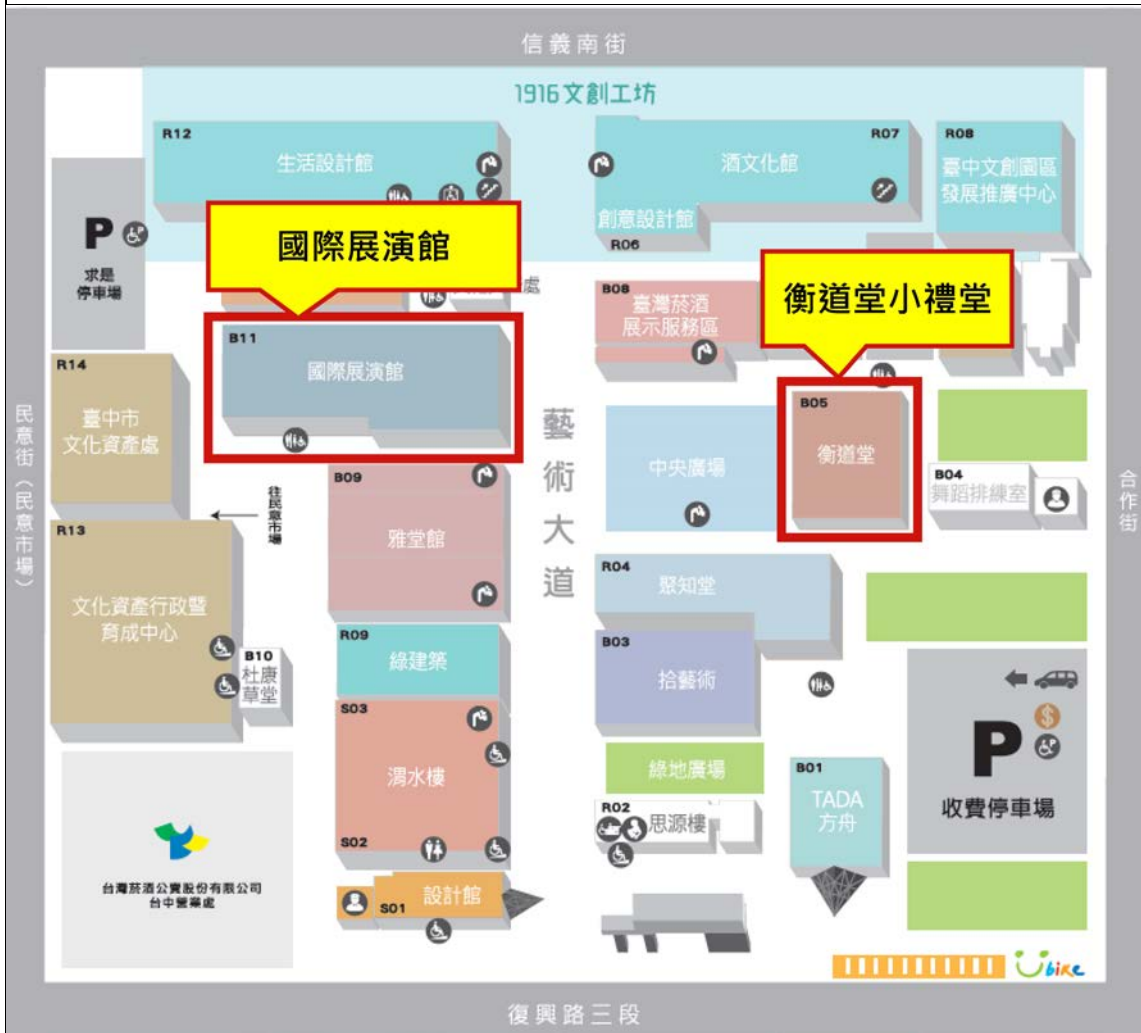 信義南街
1916文創工坊
R12
生活設計館
R07
酒文化館
R08
臺中文創園區
發展推廣中心
創意設計館
R06
P
求是
停車場
國際展演館
處
B08
臺灣菸酒
展示服務區
衡道堂小禮堂
B11
國際展演館
R14
臺中市
文化資產處
民意街（民意市場）
藝術大道
中央廣場
B05
衡道堂
B04
舞蹈排練室
合作街
B09
雅堂館
往民意市場
R13
文化資產行政暨
育成中心
B10
杜康
草堂
R04
聚知堂
B03
拾藝術
R09
綠建築
S03
渭水樓
S02
綠地廣場
R02
思源樓
B01
TADA
方舟
$
P
收費停車場
台灣菸酒公賣股份有限公司
台中營業處
S01
設計館
Ubike
復興路三段